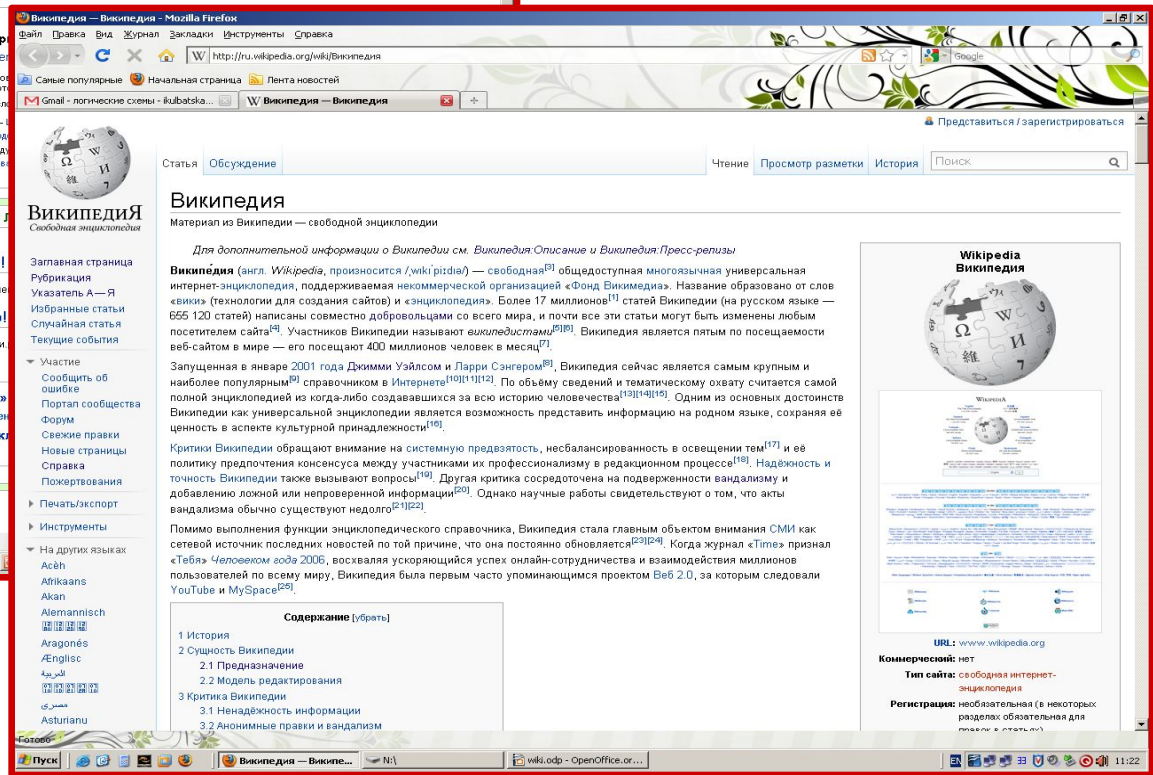 Википедия — Википедия - Mozilla Firefox
Файл Правка Вид Журнал Закладки Инструменты Справка
http://ru.wikipedia.org/wiki/Википедия
Google
Самые популярные Начальная страница Лента новостей
Gmail - логические схемы - ikulbatska...
Википедия — Википедия
Представиться / зарегистрироваться
Статья Обсуждение
Чтение Просмотр разметки История Поиск
ВикипедиЯ
Свободная энциклопедия
Заглавная страница
Рубрикация
Указатель А — Я
Избранные статьи
Случайная статья
Текущие события
Участие
Сообщить об
ошибке
Портал сообщества
Форум
Свежие правки
Новые страницы
Справка
Пожертвования
Печать/экспорт
Инструменты
На других языках
Acèh
Afrikaans
Akan
Alemannisch
Aragonés
Ænglisc
العربية
مصرى
Asturianu
Википедия
Материал из Википедии — свободной энциклопедии
Для дополнительной информации о Википедии см. Википедия:Описание и Википедия:Пресс-релизы
Википе́дия (англ. Wikipedia, произносится /ˌwɪkɪˈpiːdɪə/) — свободная[3] общедоступная многоязычная универсальная
интернет-энциклопедия, поддерживаемая некоммерческой организацией «Фонд Викимедиа». Название образовано от слов
«вики» (технологии для создания сайтов) и «энциклопедия». Более 17 миллионов[1] статей Википедии (на русском языке —
655 120 статей) написаны совместно добровольцами со всего мира, и почти все эти статьи могут быть изменены любым
посетителем сайта[4]. Участников Википедии называют википедистами[5][6]. Википедия является пятым по посещаемости
веб-сайтом в мире — его посещают 400 миллионов человек в месяц[7].
Запущенная в январе 2001 года Джимми Уэйлсом и Ларри Сэнгером[8], Википедия сейчас является самым крупным и
наиболее популярным[9] справочником в Интернете[10][11][12]. По объёму сведений и тематическому охвату считается самой
полной энциклопедией из когда-либо создававшихся за всю историю человечества[13][14][15]. Одним из основных достоинств
Википедии как универсальной энциклопедии является возможность представить информацию на родном языке, сохраняя её
ценность в аспекте культурной принадлежности[16].
Критики Википедии обращают внимание на системную предвзятость, несбалансированность в освещении тем[17] и её
политику предпочтения консенсуса между участниками их профессионализму в редакционном процессе[18]. Надёжность и
точность Википедии также вызывают вопросы[19]. Другая критика сосредоточена на подверженности вандализму и
добавлению ложной или непроверенной информации[20]. Однако научные работы свидетельствуют о том, что акты
вандализма обычно существуют недолго[21][22].
Помимо выполнения функций энциклопедического справочника, Википедия стала главным объектом внимания СМИ как
сетевой источник последних новостей по той причине, что она постоянно обновляется[23][24]. Когда журнал «Time» признал
«Тебя» Человеком года 2006, восхваляя ускоряющийся успех онлайн-сотрудничества и взаимодействия миллионов
пользователей по всему миру, Википедия была первым часто упоминающимся проектом Веб 2.0, за которым следовали
YouTube и MySpace[25].
Содержание [убрать]
1 История
2 Сущность Википедии
2.1 Предназначение
2.2 Модель редактирования
3 Критика Википедии
3.1 Ненадёжность информации
3.2 Анонимные правки и вандализм
Wikipedia
Википедия
WIKIPEDIA
URL: www.wikipedia.org
Коммерческий: нет
Тип сайта: свободная интернет-
энциклопедия
Регистрация: необязательная (в некоторых
разделах обязательная для
правок в статьях)
Готово
Пуск Википедия — Википе... N:\ wiki.odp - OpenOffice.or... EN 33 11:22